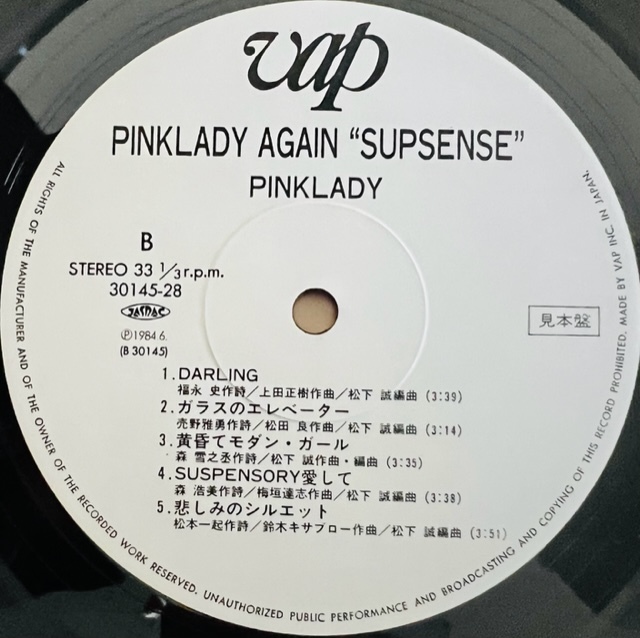 vap
PINKLADY AGAIN “SUPSENSE”
PINKLADY
B
STEREO 33 1/3 r.p.m.
30145-28
JASRAC
Ⓟ1984 6.
(B 30145)
見本盤
1. DARLING
福永 史作詩／上田正樹作曲／松下 誠編曲 (3:39)
2. ガラスのエレベーター
売野雅勇作詩／松田 良作曲／松下 誠編曲 (3:14)
3. 黄昏てモダン・ガール
森 雪之丞作詩／松下 誠作曲・編曲 (3:35)
4. SUSPENSORY愛して
森 浩美作詩／梅垣達志作曲／松下 誠編曲 (3:38)
5. 悲しみのシルエット
松本一起作詩／鈴木キサブロー作曲／松下 誠編曲 (3:51)
ALL RIGHTS OF THE MANUFACTURER AND OF THE OWNER OF THE RECORDED WORK RESERVED. UNAUTHORIZED PUBLIC PERFORMANCE AND BROADCASTING AND COPYING OF THIS RECORD PROHIBITED. MADE BY VAP INC. IN JAPAN.